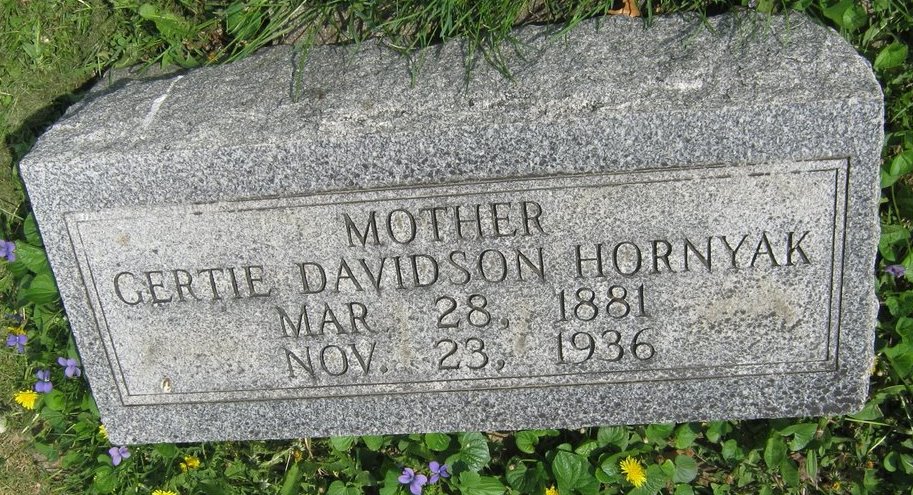 MOTHER
GERTIE DAVIDSON HORNYAK
MAR. 28, 1881
NOV. 23, 1936